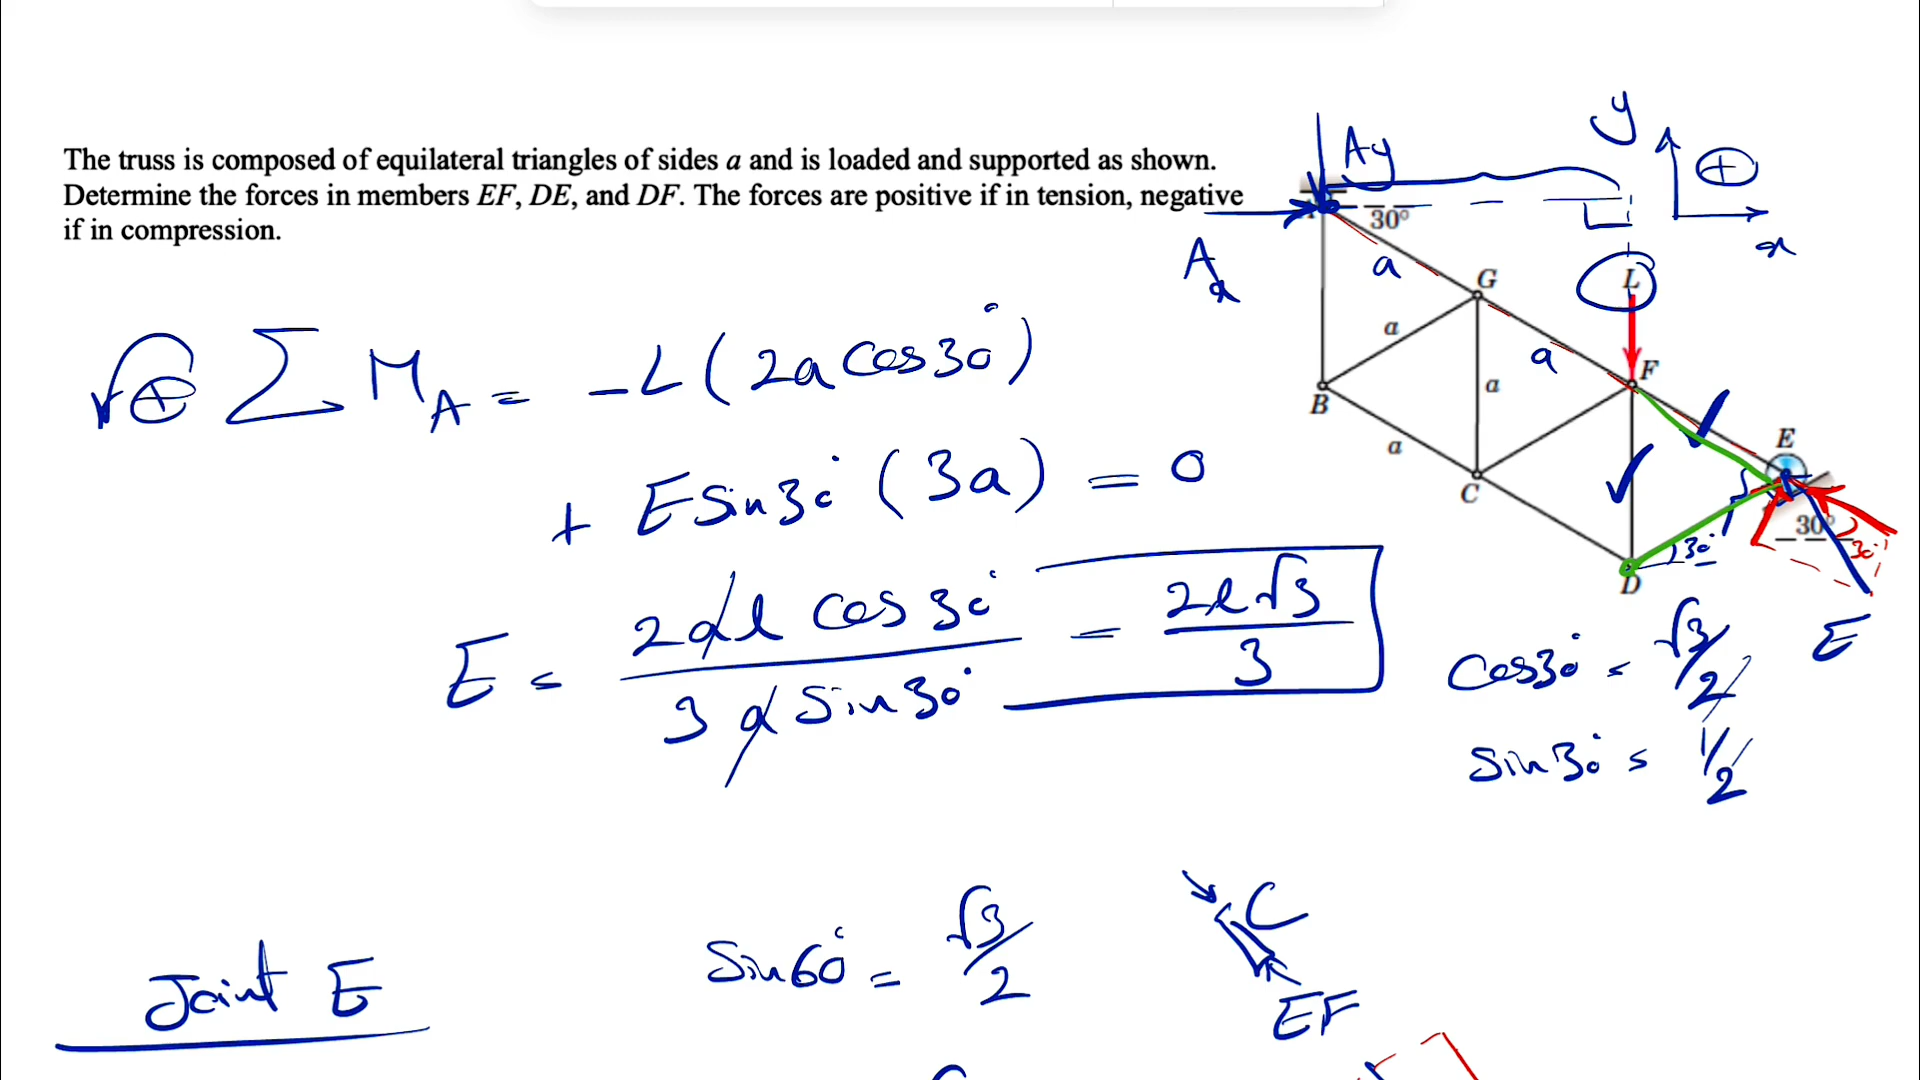 The truss is composed of equilateral triangles of sides a and is loaded and supported as shown.
Determine the forces in members EF, DE, and DF. The forces are positive if in tension, negative
if in compression.
Ay
y
+
x
30°
Ax
a
G
L
a
a
F
a
B
a
E
C
30°
30°
30°
D
E
+ ∑ M_A = -L (2a cos30°)
+ E sin30° (3a) = 0
E = 2aL cos30° / 3a sin30° = 2L√3 / 3
cos30° = √3/2
sin30° = 1/2
Joint E
sin60° = √3/2
C
EF